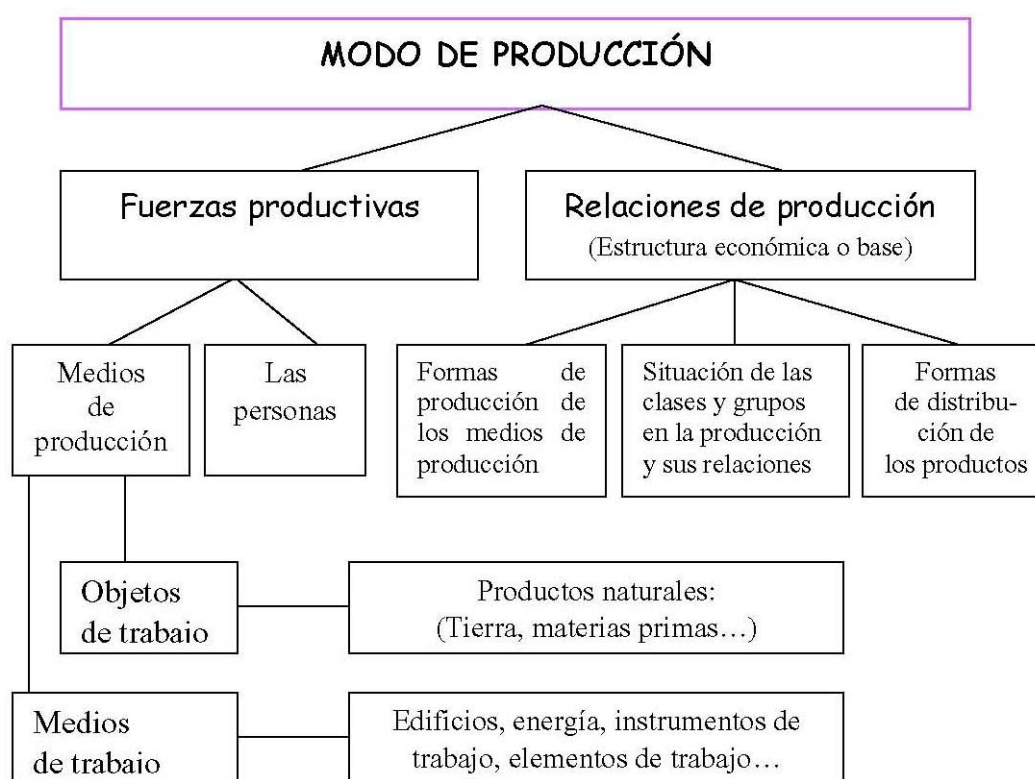 MODO DE PRODUCCIÓN
Fuerzas productivas
Relaciones de producción
(Estructura económica o base)
Medios
de
producción
Las
personas
Formas de
producción de
los medios de
producción
Situación de las
clases y grupos
en la producción
y sus relaciones
Formas
de distribu-
ción de
los productos
Objetos
de trabajo
Productos naturales:
(Tierra, materias primas…)
Medios
de trabajo
Edificios, energía, instrumentos de
trabajo, elementos de trabajo…